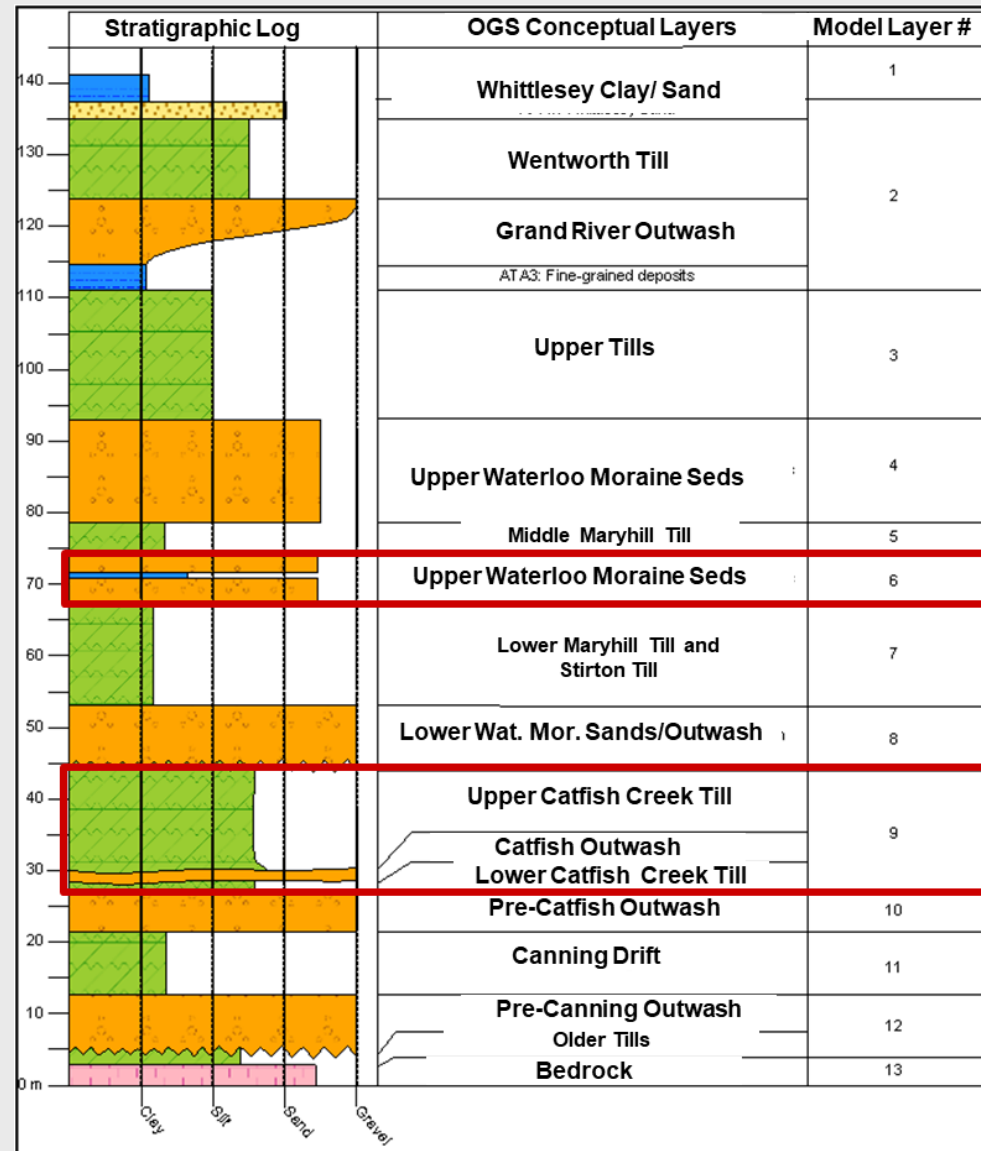 Stratigraphic Log OGS Conceptual Layers Model Layer #
140
130
120
110
100
90
80
70
60
50
40
30
20
10
0 m
Clay
Silt
Sand
Gravel
Whittlesey Clay/ Sand
Wentworth Till
Grand River Outwash
ATA3: Fine-grained deposits
Upper Tills
Upper Waterloo Moraine Seds
Middle Maryhill Till
Upper Waterloo Moraine Seds
Lower Maryhill Till and
Stirton Till
Lower Wat. Mor. Sands/Outwash
Upper Catfish Creek Till
Catfish Outwash
Lower Catfish Creek Till
Pre-Catfish Outwash
Canning Drift
Pre-Canning Outwash
Older Tills
Bedrock
1
2
3
4
5
6
7
8
9
10
11
12
13